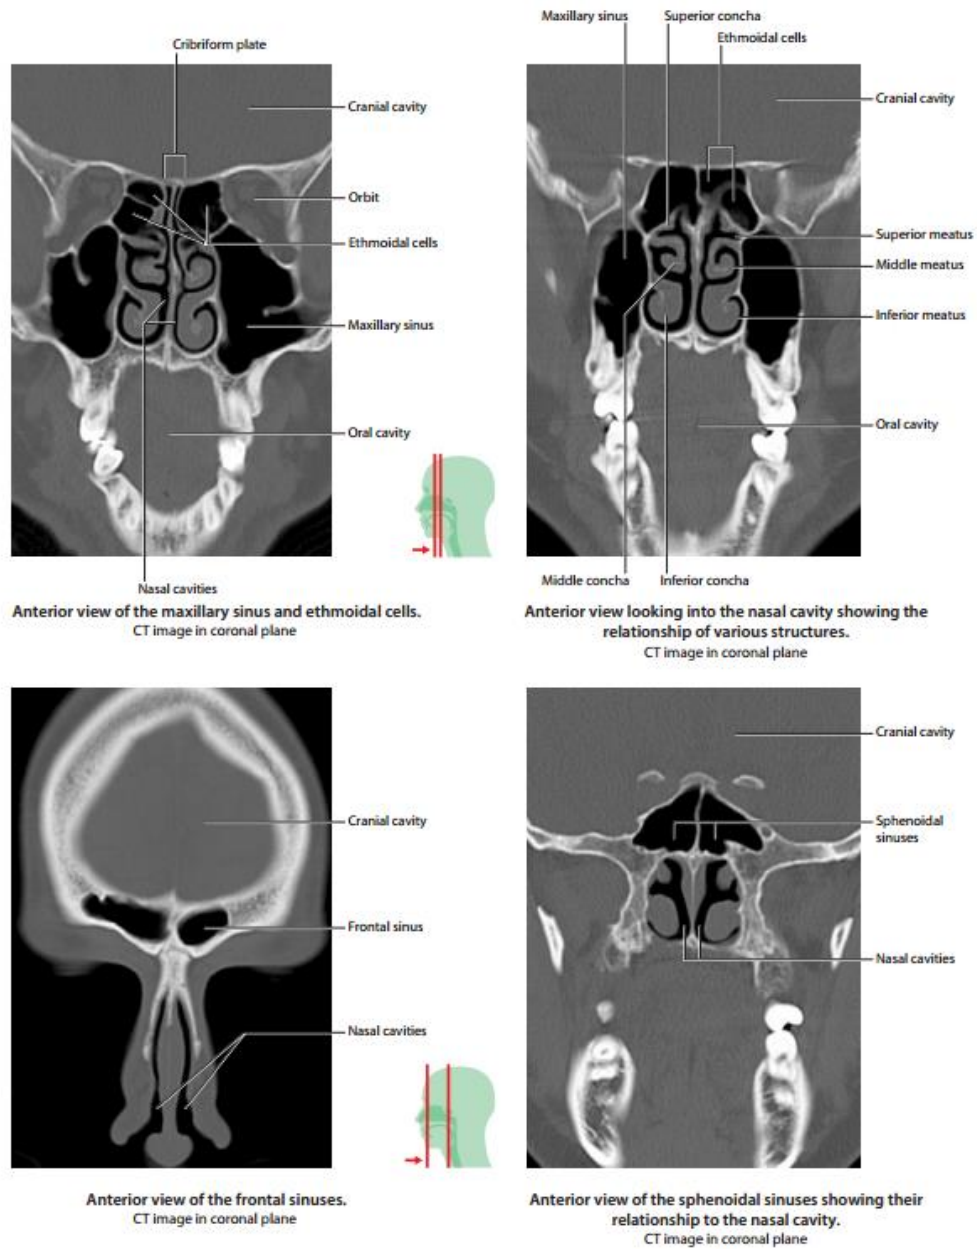 Cribriform plate
Cranial cavity
Orbit
Ethmoidal cells
Maxillary sinus
Oral cavity
Nasal cavities
Anterior view of the maxillary sinus and ethmoidal cells.
CT image in coronal plane
Maxillary sinus
Superior concha
Ethmoidal cells
Cranial cavity
Superior meatus
Middle meatus
Inferior meatus
Oral cavity
Middle concha
Inferior concha
Anterior view looking into the nasal cavity showing the
relationship of various structures.
CT image in coronal plane
Cranial cavity
Frontal sinus
Nasal cavities
Anterior view of the frontal sinuses.
CT image in coronal plane
Cranial cavity
Sphenoidal
sinuses
Nasal cavities
Anterior view of the sphenoidal sinuses showing their
relationship to the nasal cavity.
CT image in coronal plane